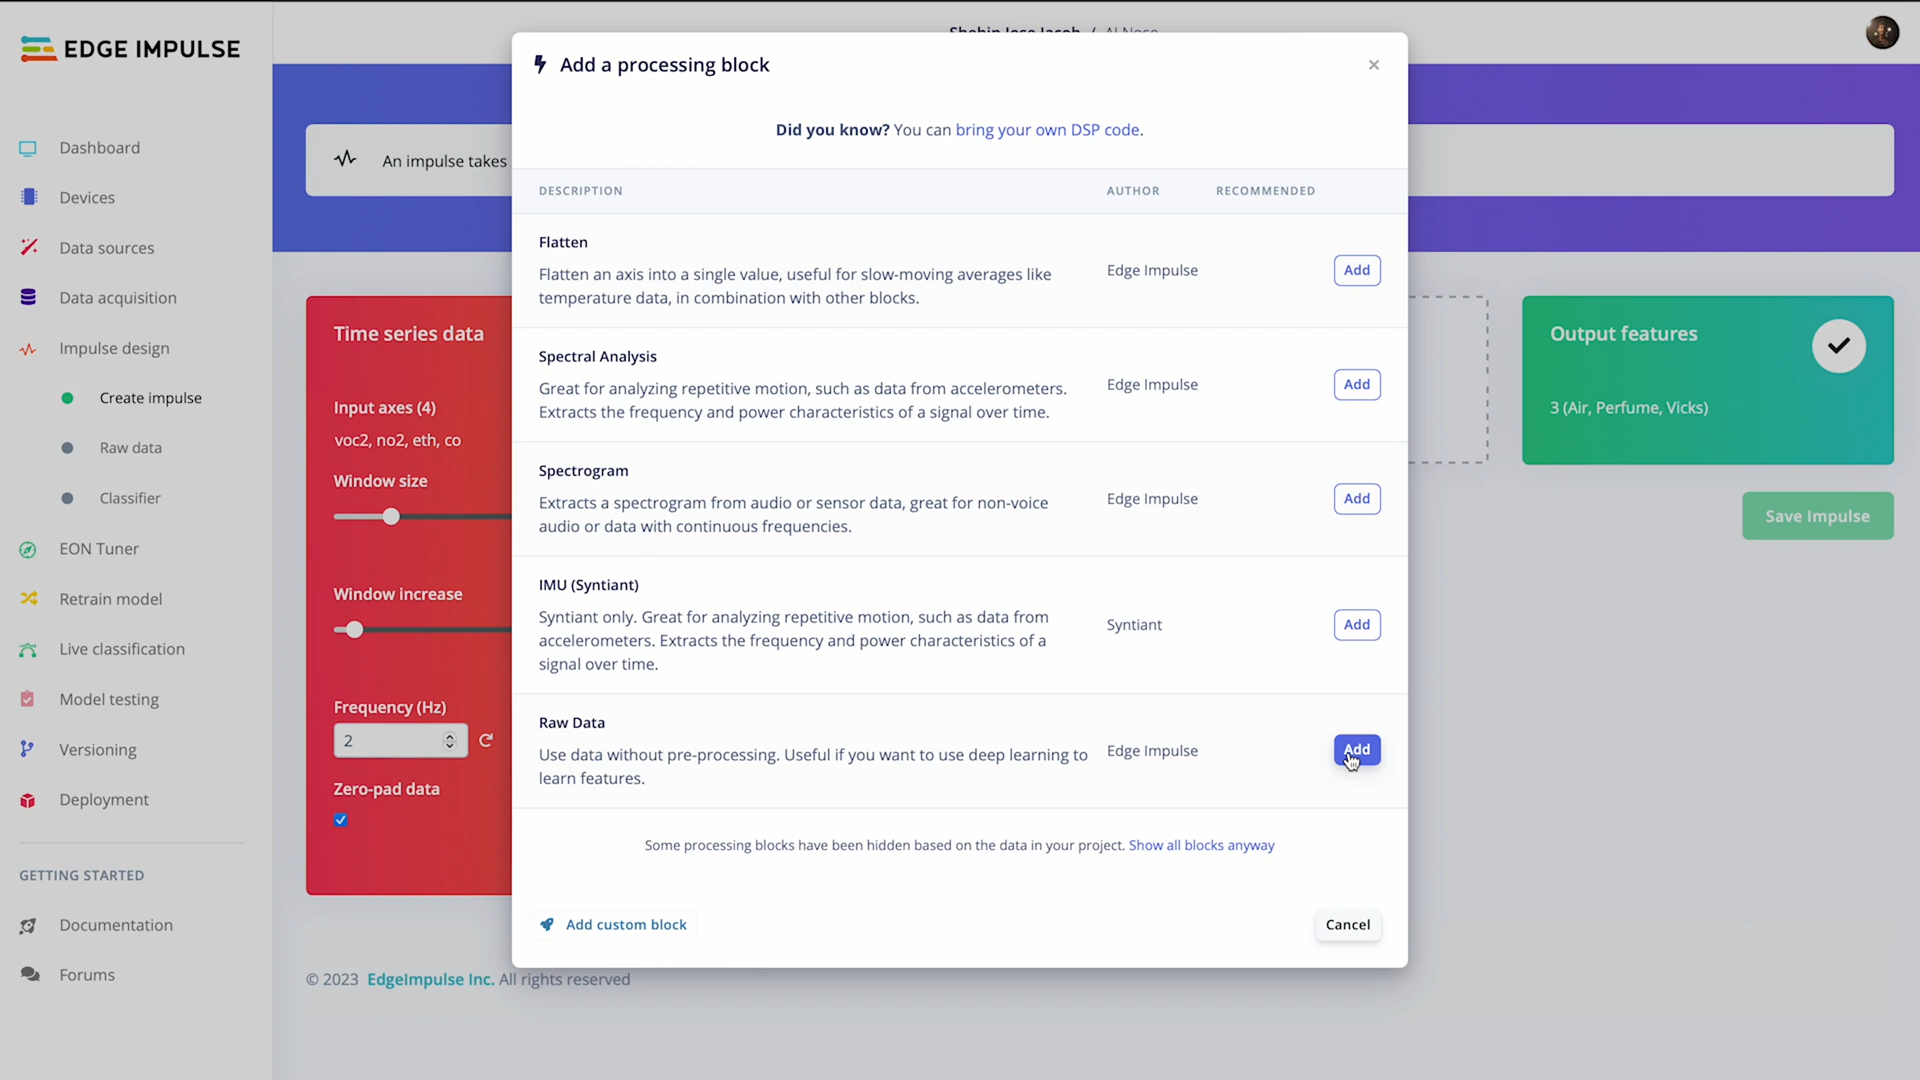 EDGE IMPULSE
Dashboard
Devices
Data sources
Data acquisition
Impulse design
Create impulse
Raw data
Classifier
EON Tuner
Retrain model
Live classification
Model testing
Versioning
Deployment
GETTING STARTED
Documentation
Forums
Shebin Jose Jacob / AI Nose
An impulse takes
Time series data
Input axes (4)
voc2, no2, eth, co
Window size
Window increase
Frequency (Hz)
2
Zero-pad data
Add a processing block
×
Did you know? You can bring your own DSP code.
DESCRIPTION AUTHOR RECOMMENDED
Flatten
Flatten an axis into a single value, useful for slow-moving averages like
temperature data, in combination with other blocks.
Edge Impulse
Add
Spectral Analysis
Great for analyzing repetitive motion, such as data from accelerometers.
Extracts the frequency and power characteristics of a signal over time.
Edge Impulse
Add
Spectrogram
Extracts a spectrogram from audio or sensor data, great for non-voice
audio or data with continuous frequencies.
Edge Impulse
Add
IMU (Syntiant)
Syntiant only. Great for analyzing repetitive motion, such as data from
accelerometers. Extracts the frequency and power characteristics of a
signal over time.
Syntiant
Add
Raw Data
Use data without pre-processing. Useful if you want to use deep learning to
learn features.
Edge Impulse
Add
Some processing blocks have been hidden based on the data in your project. Show all blocks anyway
Add custom block
Cancel
Output features
3 (Air, Perfume, Vicks)
Save Impulse
© 2023 EdgeImpulse Inc. All rights reserved